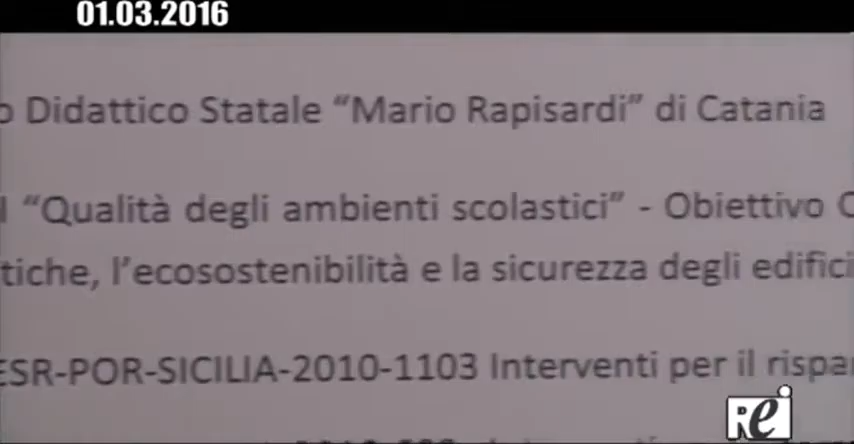 01.03.2016
o Didattico Statale “Mario Rapisardi” di Catania
“Qualità degli ambienti scolastici” - Obiettivo C
tiche, l’ecosostenibilità e la sicurezza degli edifici
ESR-POR-SICILIA-2010-1103 Interventi per il rispa
Rei